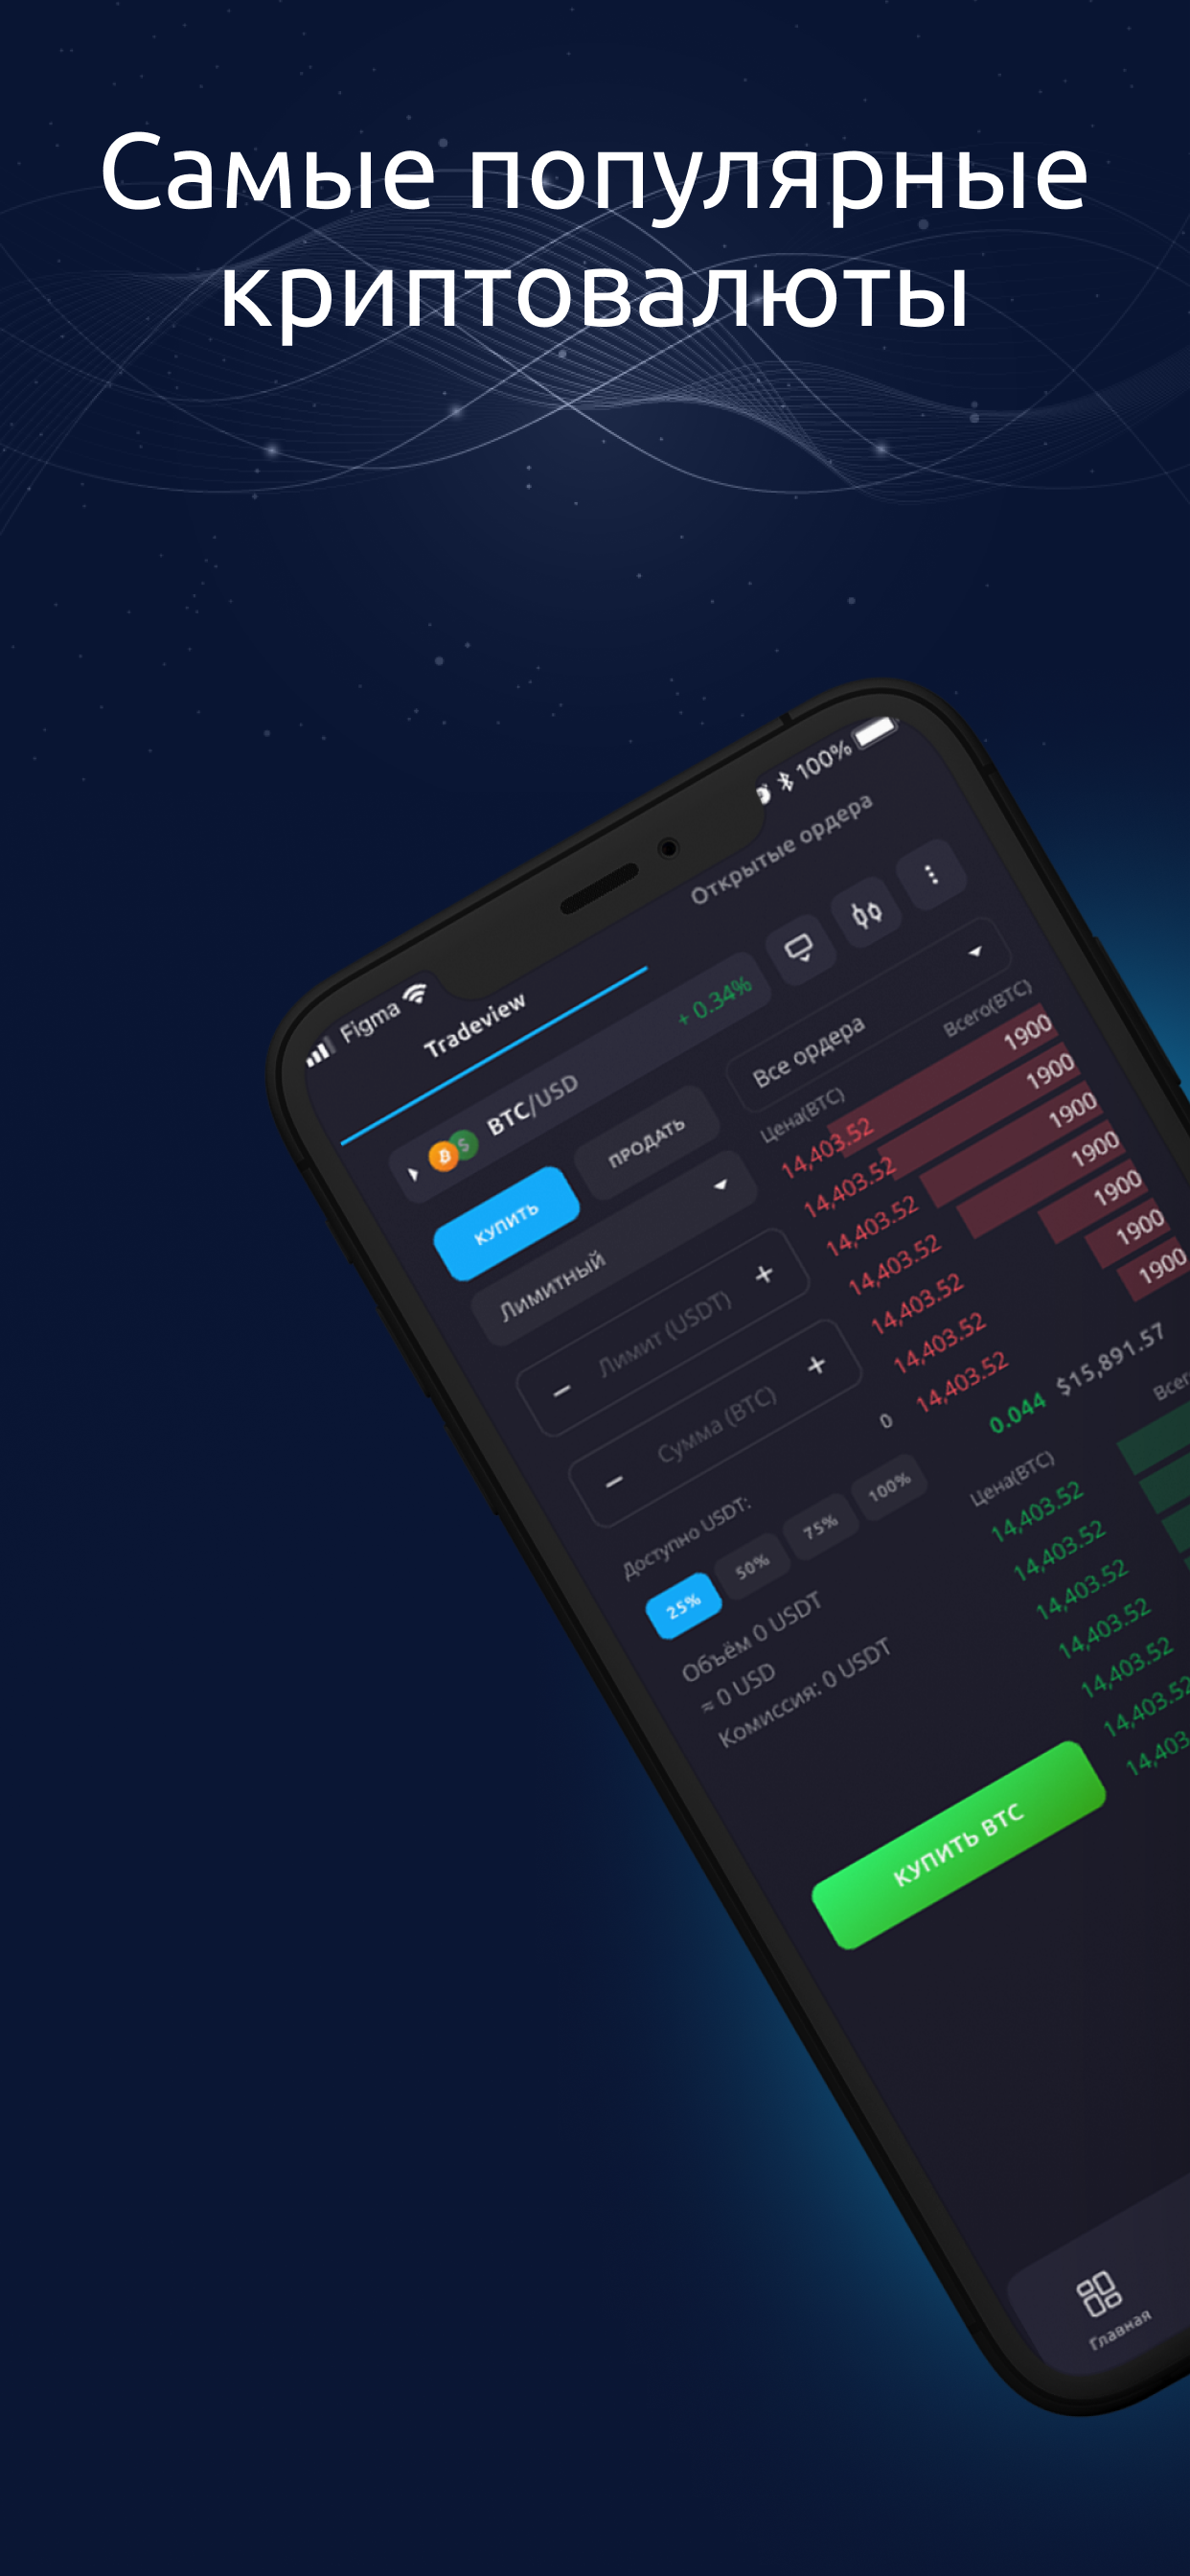 Самые популярные
криптовалюты
Figma
100%
Tradeview
Открытые ордера
BTC/USD
+ 0.34%
КУПИТЬ
ПРОДАТЬ
Все ордера
Лимитный
Цена(BTC)
Всего(BTC)
14,403.52
1900
14,403.52
1900
14,403.52
1900
14,403.52
1900
14,403.52
1900
14,403.52
1900
14,403.52
1900
Лимит (USDT)
Сумма (BTC)
Доступно USDT:
0
25%
50%
75%
100%
Объём 0 USDT
≈ 0 USD
Комиссия: 0 USDT
0.044
$15,891.57
Цена(BTC)
14,403.52
14,403.52
14,403.52
14,403.52
14,403.52
14,403.52
14,403
КУПИТЬ BTC
Главная